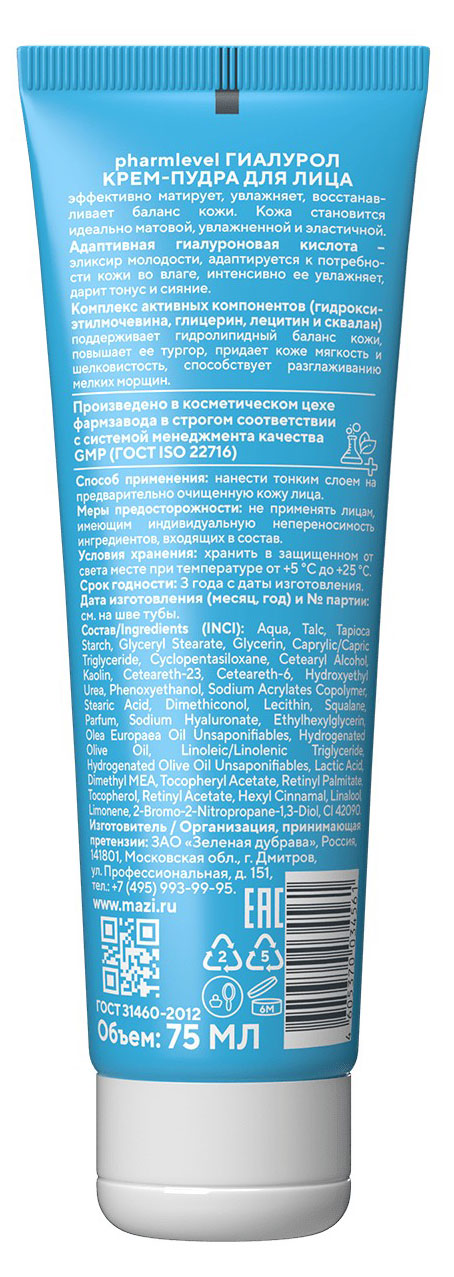 pharmlevel ГИАЛУРОЛ
КРЕМ-ПУДРА ДЛЯ ЛИЦА
эффективно матирует, увлажняет, восстанав-
ливает баланс кожи. Кожа становится
идеально матовой, увлажненной и эластичной.
Адаптивная гиалуроновая кислота –
эликсир молодости, адаптируется к потребно-
сти кожи во влаге, интенсивно ее увлажняет,
дарит тонус и сияние.
Комплекс активных компонентов (гидрокси-
этилмочевина, глицерин, лецитин и сквалан)
поддерживает гидролипидный баланс кожи,
повышает ее тургор, придает коже мягкость и
шелковистость, способствует разглаживанию
мелких морщин.
Произведено в косметическом цехе
фармзавода в строгом соответствии
с системой менеджмента качества
GMP (ГОСТ ISO 22716)
Способ применения: нанести тонким слоем на
предварительно очищенную кожу лица.
Меры предосторожности: не применять лицам,
имеющим индивидуальную непереносимость
ингредиентов, входящих в состав.
Условия хранения: хранить в защищенном от
света месте при температуре от +5 °C до +25 °C.
Срок годности: 3 года с даты изготовления.
Дата изготовления (месяц, год) и № партии:
см. на шве тубы.
Состав/Ingredients (INCI): Aqua, Talc, Tapioca
Starch, Glyceryl Stearate, Glycerin, Caprylic/Capric
Triglyceride, Cyclopentasiloxane, Cetearyl Alcohol,
Kaolin, Ceteareth-23, Ceteareth-6, Hydroxyethyl
Urea, Phenoxyethanol, Sodium Acrylates Copolymer,
Stearic Acid, Dimethiconol, Lecithin, Squalane,
Parfum, Sodium Hyaluronate, Ethylhexylglycerin,
Olea Europaea Oil Unsaponifiables, Hydrogenated
Olive Oil, Linoleic/Linolenic Triglyceride,
Hydrogenated Olive Oil Unsaponifiables, Lactic Acid,
Dimethyl MEA, Tocopheryl Acetate, Retinyl Palmitate,
Tocopherol, Retinyl Acetate, Hexyl Cinnamal, Linalool,
Limonene, 2-Bromo-2-Nitropropane-1,3-Diol, CI 42090.
Изготовитель / Организация, принимающая
претензии: ЗАО «Зеленая дубрава», Россия,
141801, Московская обл., г. Дмитров,
ул. Профессиональная, д. 151,
тел.: +7 (495) 993-99-95.
www.mazi.ru
EAC
2 5
6M
ГОСТ 31460-2012
Объем: 75 МЛ